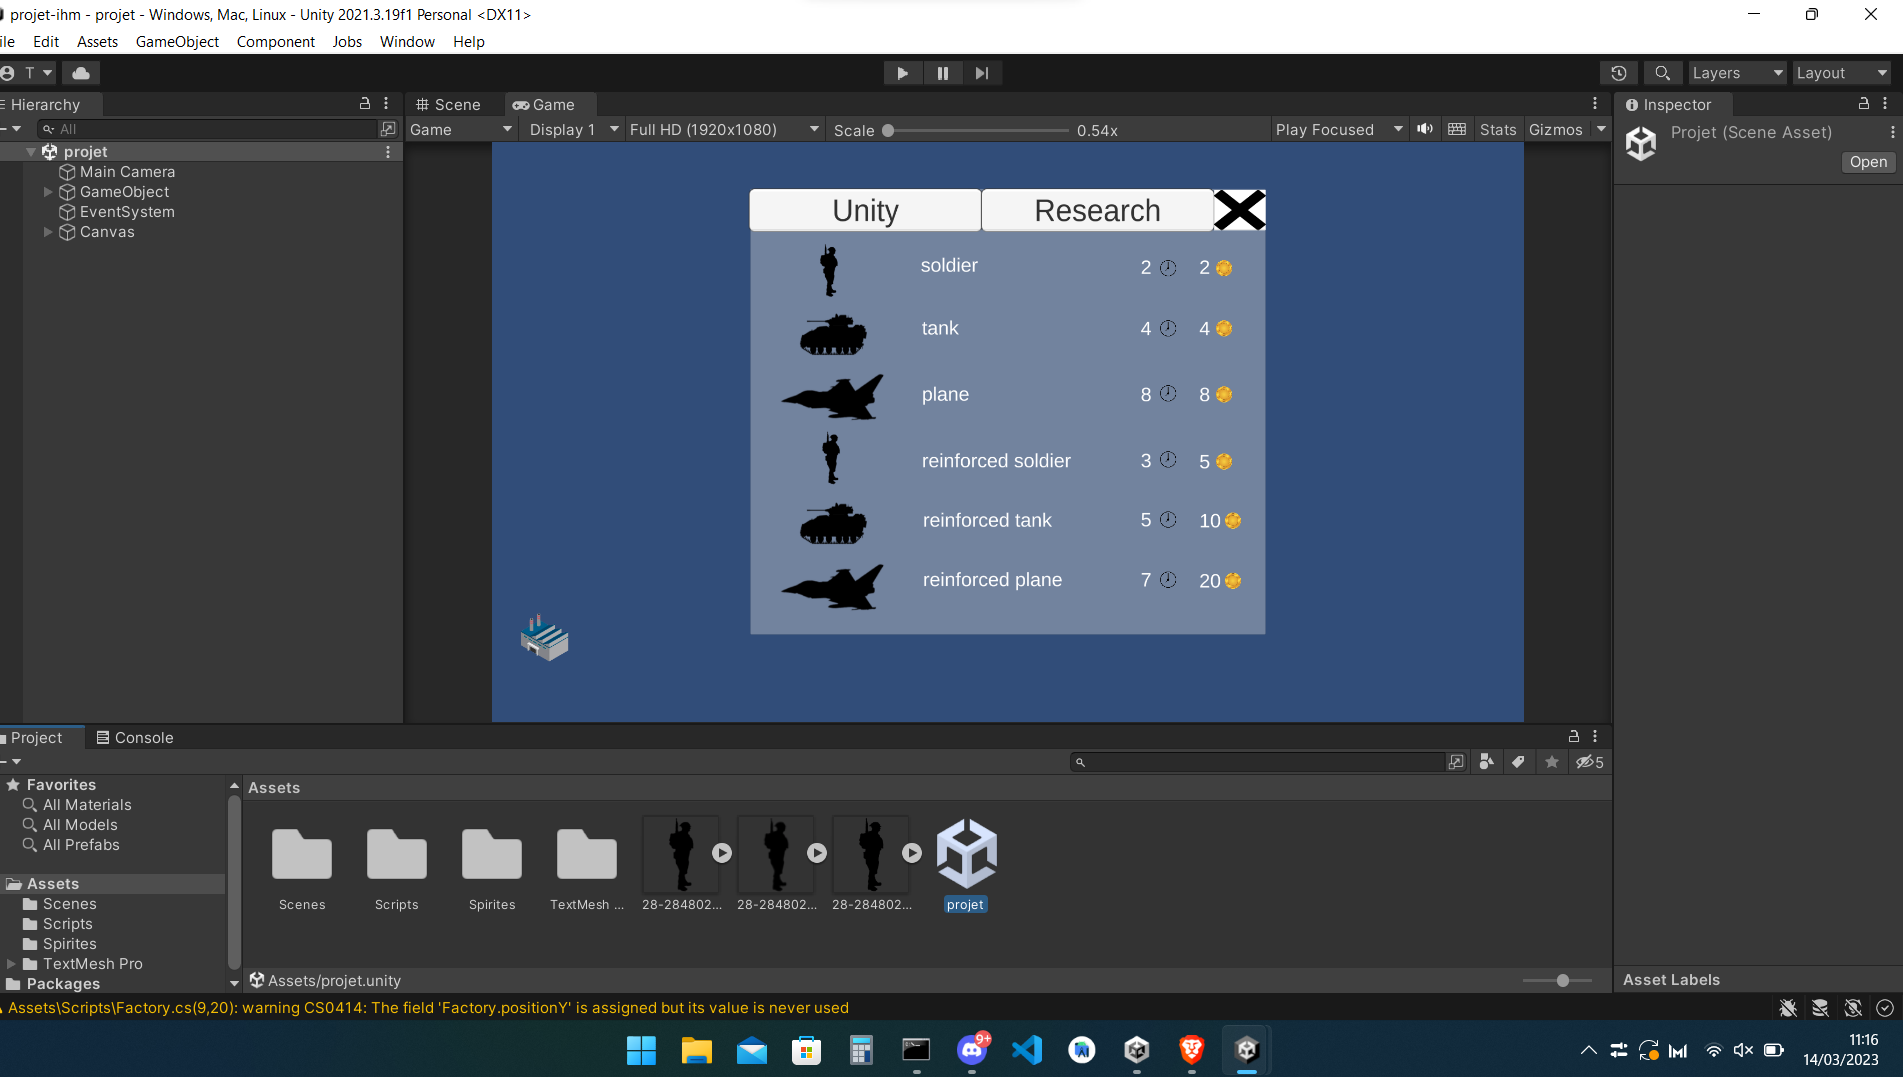 projet-ihm - projet - Windows, Mac, Linux - Unity 2021.3.19f1 Personal <DX11>
ile Edit Assets GameObject Component Jobs Window Help
T Layers Layout
Hierarchy Scene Game Inspector
All Game Display 1 Full HD (1920x1080) Scale 0.54x Play Focused Stats Gizmos
Projet (Scene Asset)
Open
projet
Main Camera
GameObject
EventSystem
Canvas
Unity Research
soldier 2 2
tank 4 4
plane 8 8
reinforced soldier 3 5
reinforced tank 5 10
reinforced plane 7 20
Project Console
5
Favorites
All Materials
All Models
All Prefabs
Assets
Scenes
Scripts
Spirites
TextMesh Pro
Packages
Assets
Scenes Scripts Spirites TextMesh ... 28-284802... 28-284802... 28-284802... projet
Assets/projet.unity
Asset Labels
Assets\Scripts\Factory.cs(9,20): warning CS0414: The field 'Factory.positionY' is assigned but its value is never used
9+
11:16
14/03/2023